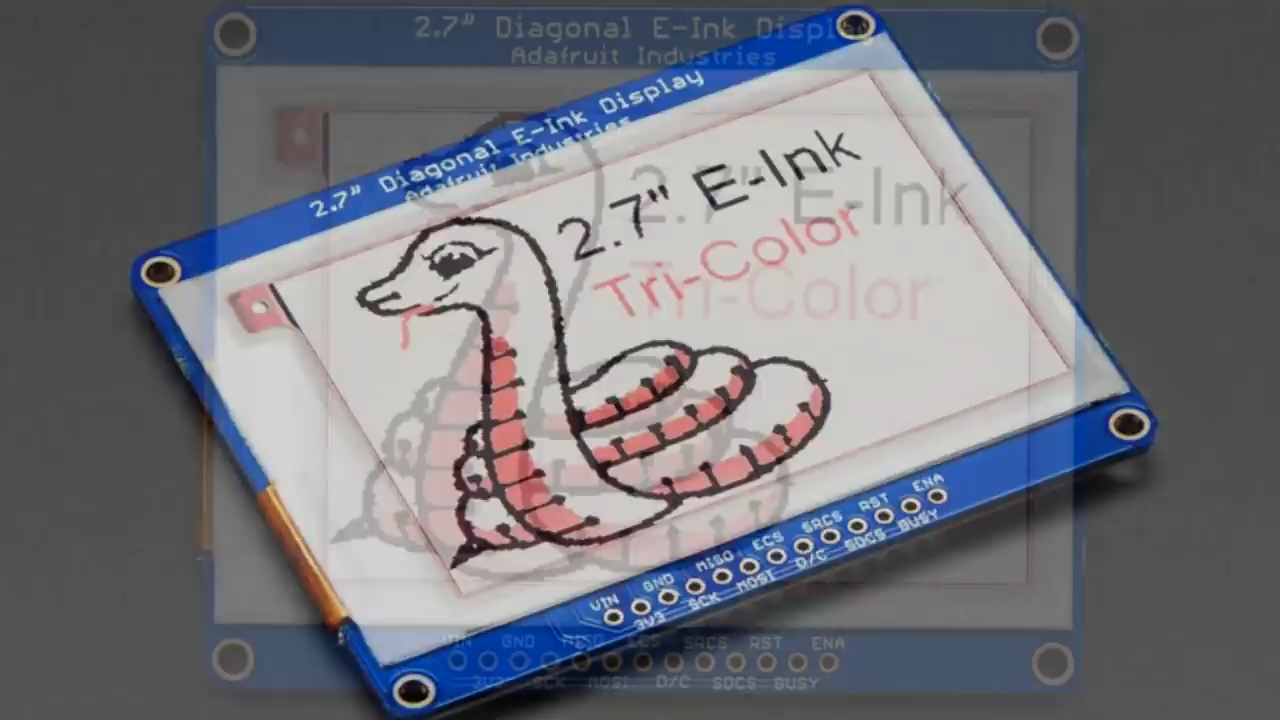 2.7" Diagonal E-Ink Display
Adafruit Industries
2.7" E-Ink
Tri-Color
VIN GND MISO ECS SRCS RST ENA
3V3 SCK MOSI D/C SDCS BUSY
2.7" Diagonal E-Ink Display
Adafruit Industries
2.7" E-Ink
Tri-Color
VIN GND MISO ECS SRCS RST ENA
3V3 SCK MOSI D/C SDCS BUSY